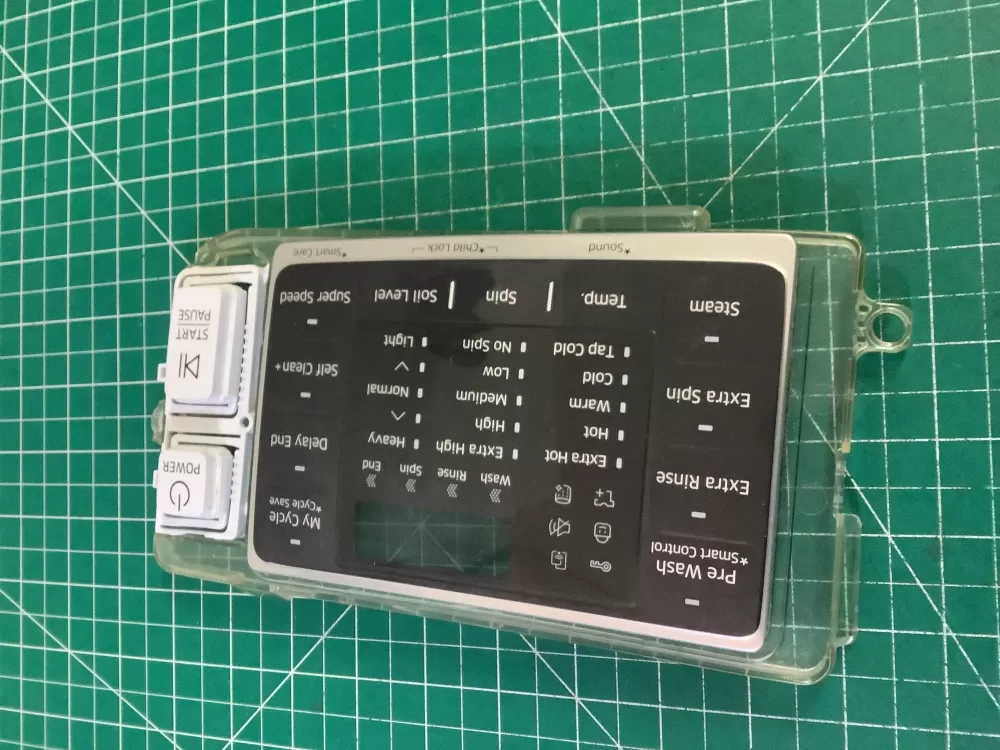 Pre Wash
*Smart Control
Extra Rinse
Extra Spin
Steam
Wash Rinse Spin End
Extra Hot
Hot
Warm
Cold
Tap Cold
Temp.
Extra High
High
Medium
Low
No Spin
Spin
Heavy
Normal
Light
Soil Level
My Cycle
*Cycle Save
Delay End
Self Clean+
Super Speed
POWER
START
PAUSE
*Sound
*Child Lock
*Smart Care